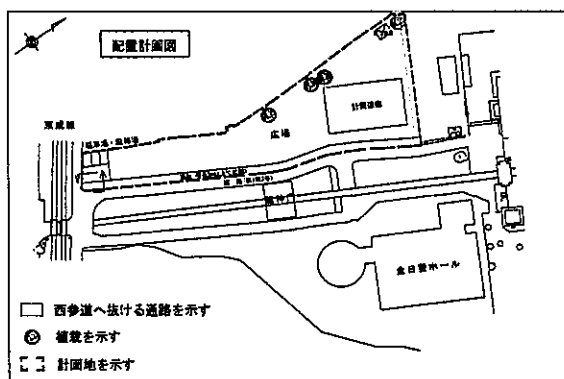 配置計画図
京成線
駐車場・駐輪場
広場
計画建物
全日警ホール
西参道へ抜ける通路を示す
植栽を示す
計画地を示す